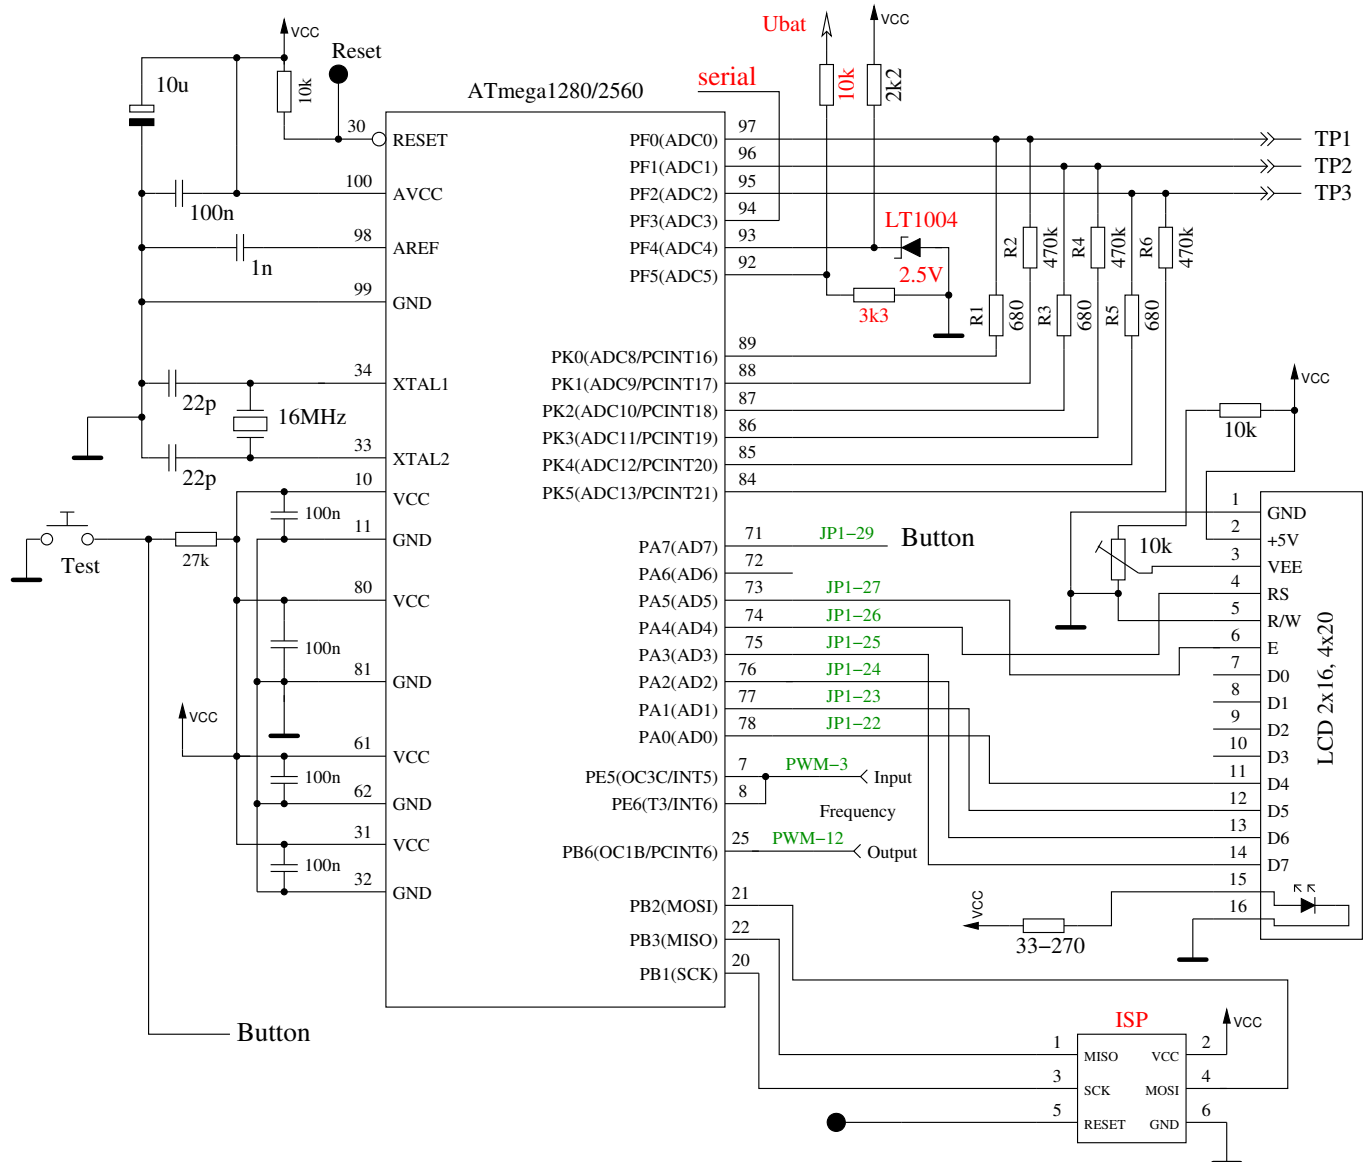 VCC
Reset
10u
10k
ATmega1280/2560
serial
Ubat
VCC
10k
2k2
30
RESET
100
AVCC
100n
98
AREF
1n
99
GND
34
XTAL1
22p
16MHz
33
XTAL2
22p
10
VCC
100n
11
GND
Test
27k
80
VCC
100n
81
GND
VCC
61
VCC
100n
62
GND
31
VCC
100n
32
GND
Button
PF0(ADC0)
97
TP1
PF1(ADC1)
96
TP2
PF2(ADC2)
95
TP3
PF3(ADC3)
94
PF4(ADC4)
93
PF5(ADC5)
92
LT1004
2.5V
3k3
R2
470k
R4
470k
R6
470k
R1
680
R3
680
R5
680
PK0(ADC8/PCINT16)
89
PK1(ADC9/PCINT17)
88
PK2(ADC10/PCINT18)
87
PK3(ADC11/PCINT19)
86
PK4(ADC12/PCINT20)
85
PK5(ADC13/PCINT21)
84
PA7(AD7)
71
JP1-29
Button
PA6(AD6)
72
PA5(AD5)
73
JP1-27
PA4(AD4)
74
JP1-26
PA3(AD3)
75
JP1-25
PA2(AD2)
76
JP1-24
PA1(AD1)
77
JP1-23
PA0(AD0)
78
JP1-22
PE5(OC3C/INT5)
7
PWM-3
Input
PE6(T3/INT6)
8
Frequency
PB6(OC1B/PCINT6)
25
PWM-12
Output
PB2(MOSI)
21
PB3(MISO)
22
PB1(SCK)
20
VCC
10k
10k
1
GND
2
+5V
3
VEE
4
RS
5
R/W
6
E
7
D0
8
D1
9
D2
10
D3
11
D4
12
D5
13
D6
14
D7
15
16
LCD 2x16, 4x20
VCC
33-270
ISP
VCC
1
MISO
VCC
2
3
SCK
MOSI
4
5
RESET
GND
6